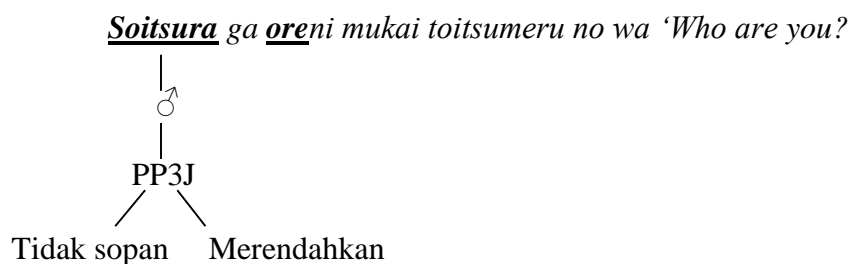 Soitsura ga oreni mukai toitsumeru no wa ‘Who are you?
♂
PP3J
Tidak sopan Merendahkan